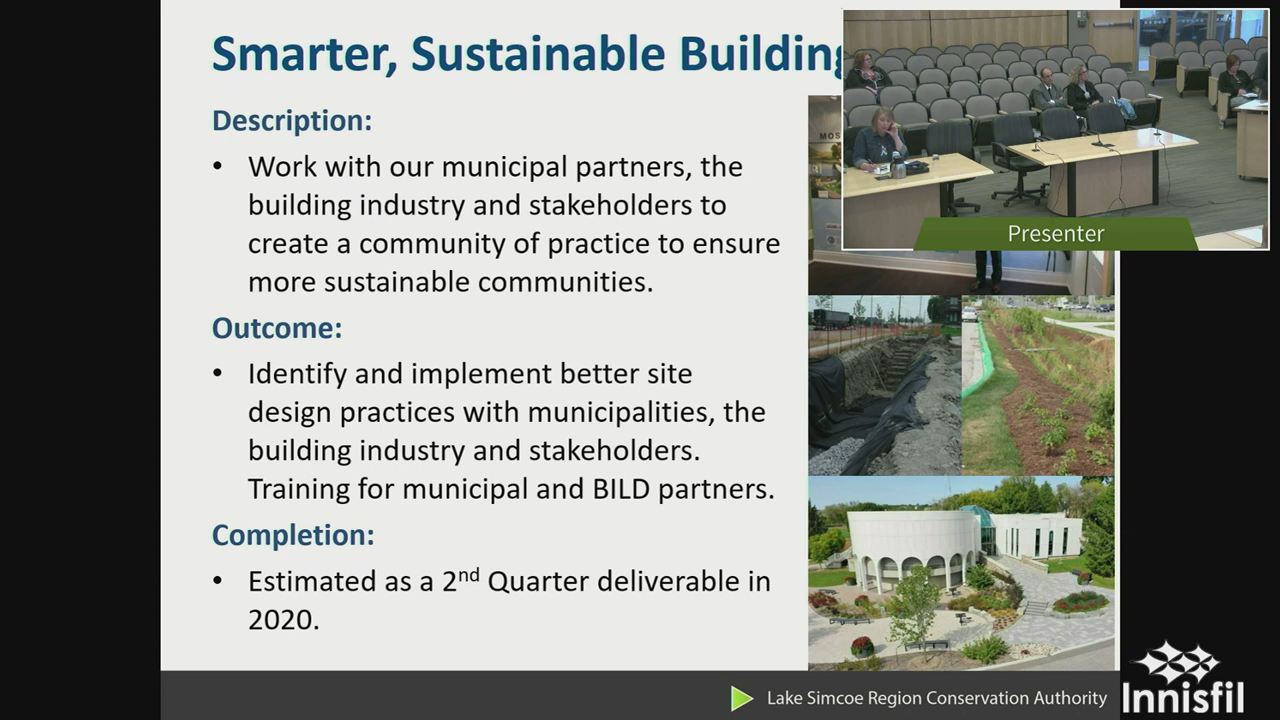 Smarter, Sustainable Building
Description:
• Work with our municipal partners, the
building industry and stakeholders to
create a community of practice to ensure
more sustainable communities.
Outcome:
• Identify and implement better site
design practices with municipalities, the
building industry and stakeholders.
Training for municipal and BILD partners.
Completion:
• Estimated as a 2nd Quarter deliverable in
2020.
MOS
Presenter
Lake Simcoe Region Conservation Authority
Innisfil